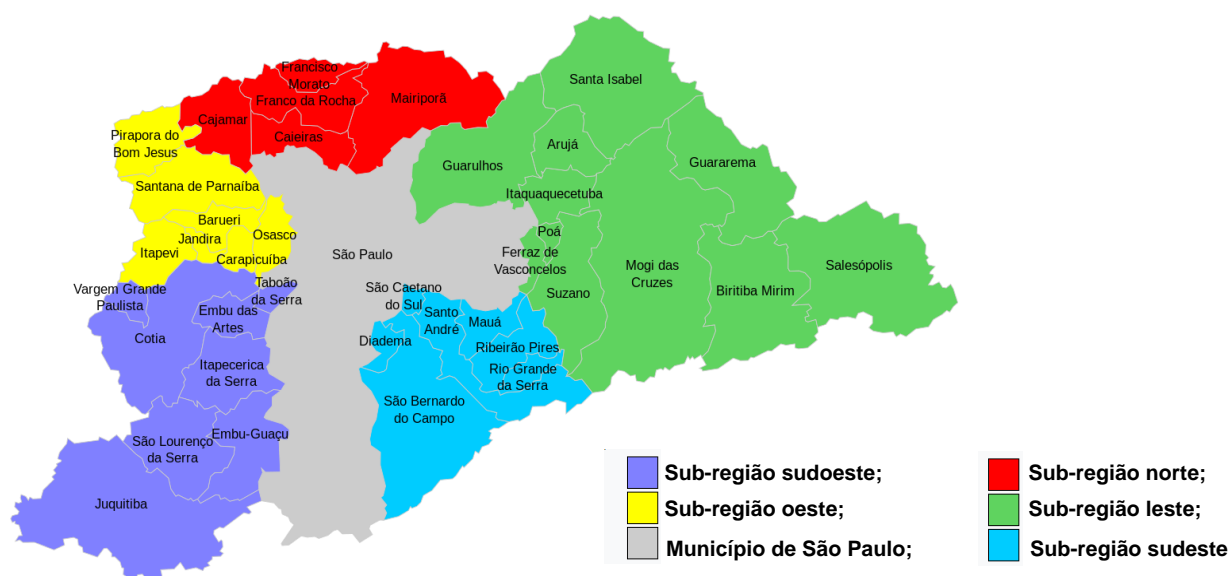 Francisco
Morato
Franco da Rocha
Mairiporã
Cajamar
Caieiras
Santa Isabel
Pirapora do
Bom Jesus
Arujá
Guarulhos
Guararema
Santana de Parnaíba
Itaquaquecetuba
Barueri
Jandira
Osasco
Itapevi
Carapicuíba
São Paulo
Poá
Ferraz de
Vasconcelos
Mogi das
Cruzes
Salesópolis
Suzano
Biritiba Mirim
Vargem Grande
Paulista
Taboão
da Serra
São Caetano
do Sul
Embu das
Artes
Santo
André
Mauá
Cotia
Diadema
Ribeirão Pires
Itapecerica
da Serra
Rio Grande
da Serra
São Bernardo
do Campo
São Lourenço
da Serra
Embu-Guaçu
Juquitiba
Sub-região sudoeste;
Sub-região oeste;
Município de São Paulo;
Sub-região norte;
Sub-região leste;
Sub-região sudeste